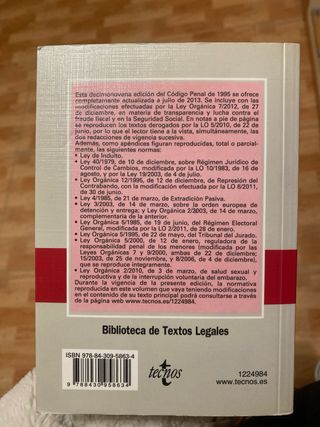 Esta decimonovena edición del Código Penal de 1995 se ofrece
completamente actualizada a julio de 2013. Se incluye con las
modificaciones efectuadas por la Ley Orgánica 7/2012, de 27
de diciembre, en materia de transparencia y lucha contra el
fraude fiscal y en la Seguridad Social. En notas a pie de página
se reproducen los textos derogados por la LO 5/2010, de 22 de
junio, por lo que el lector tiene a la vista, simultáneamente, las
dos redacciones de vigencia sucesiva.
Además, como apéndices figuran reproducidas, total o parcial-
mente, las siguientes normas:
• Ley de Indulto.
• Ley 40/1979, de 10 de diciembre, sobre Régimen Jurídico de
Control de Cambios, modificada por la LO 10/1983, de 16 de
agosto, y por la Ley 19/2003, de 4 de julio.
• Ley Orgánica 12/1995, de 12 de diciembre, de Represión del
Contrabando, con la modificación efectuada por la LO 6/2011,
de 30 de junio.
• Ley 4/1985, de 21 de marzo, de Extradición Pasiva.
• Ley 3/2003, de 14 de marzo, sobre la orden europea de
detención y entrega; y Ley Orgánica 2/2003, de 14 de marzo,
complementaria de la anterior.
• Ley Orgánica 5/1985, de 19 de junio, del Régimen Electoral
General, modificada por la LO 2/2011, de 28 de enero.
• Ley Orgánica 5/1995, de 22 de mayo, del Tribunal del Jurado.
• Ley Orgánica 5/2000, de 12 de enero, reguladora de la
responsabilidad penal de los menores (modificada por las
Leyes Orgánicas 7 y 9/2000, ambas de 22 de diciembre;
15/2003, de 25 de noviembre, y 8/2006, de 4 de diciembre), que
se reproduce íntegramente.
• Ley Orgánica 2/2010, de 3 de marzo, de salud sexual y
reproductiva y de la interrupción voluntaria del embarazo.
Durante la vigencia de la presente edición, la normativa
reproducida en este volumen que vaya teniendo modificaciones
en el contenido de su texto principal podrá consultarse a través
de la página web www.tecnos.es/1224984.
Biblioteca de Textos Legales
ISBN 978-84-309-5863-4
9 788430 958634
tecnos
1224984
www.tecnos.es